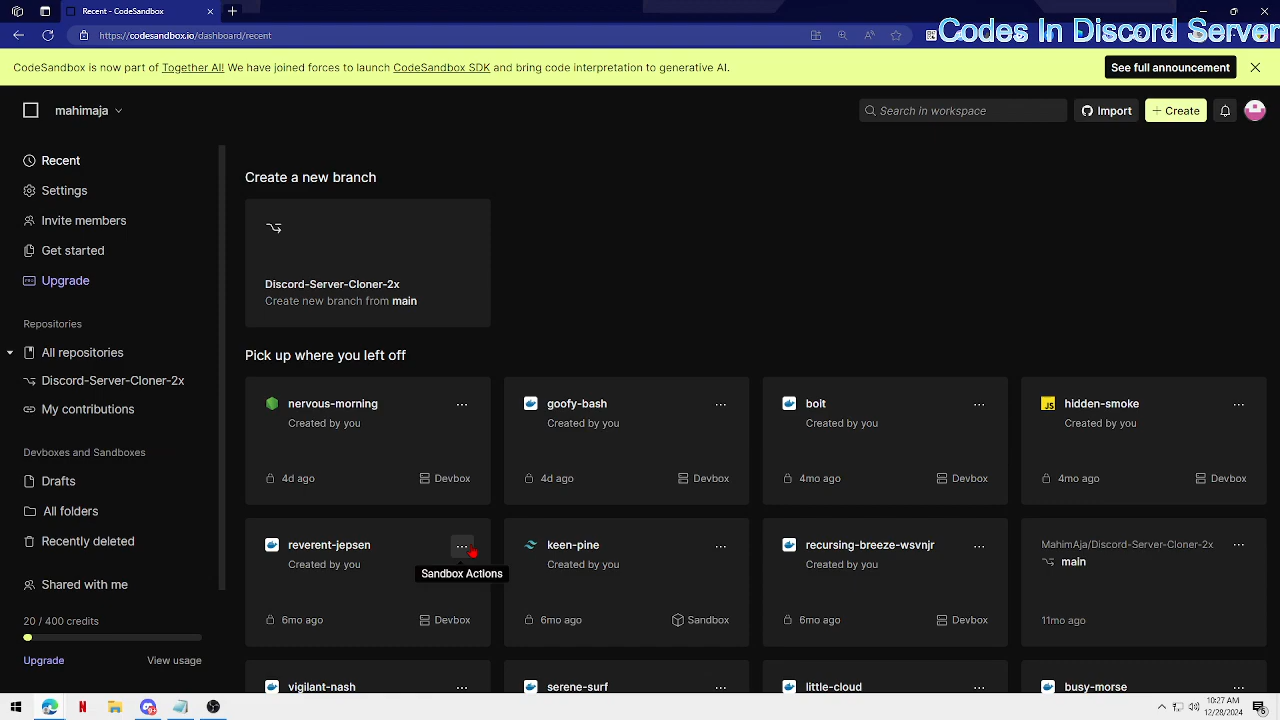 Recent - CodeSandbox
https://codesandbox.io/dashboard/recent
Codes In Discord Server
CodeSandbox is now part of Together AI! We have joined forces to launch CodeSandbox SDK and bring code interpretation to generative AI.
See full announcement
mahimaja
Search in workspace
Import
+ Create
Recent
Settings
Invite members
Get started
Upgrade
Repositories
All repositories
Discord-Server-Cloner-2x
My contributions
Devboxes and Sandboxes
Drafts
All folders
Recently deleted
Shared with me
20 / 400 credits
Upgrade
View usage
Create a new branch
Discord-Server-Cloner-2x
Create new branch from main
Pick up where you left off
nervous-morning
Created by you
4d ago
Devbox
goofy-bash
Created by you
4d ago
Devbox
bolt
Created by you
4mo ago
Devbox
JS
hidden-smoke
Created by you
4mo ago
Devbox
reverent-jepsen
Created by you
Sandbox Actions
6mo ago
Devbox
keen-pine
Created by you
6mo ago
Sandbox
recursing-breeze-wsvnjr
Created by you
6mo ago
Devbox
MahimAja/Discord-Server-Cloner-2x
main
11mo ago
vigilant-nash
serene-surf
little-cloud
busy-morse
10:27 AM
12/28/2024